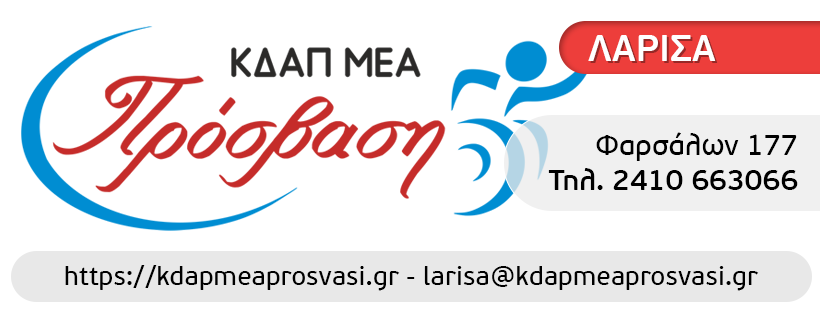 ΚΔΑΠ ΜΕΑ
Πρόσβαση
ΛΑΡΙΣΑ
Φαρσάλων 177
Τηλ. 2410 663066
https://kdapmeaprosvasi.gr - larisa@kdapmeaprosvasi.gr